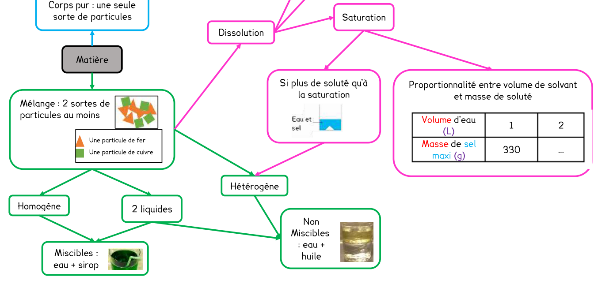 Corps pur : une seule
sorte de particules
Matière
Mélange : 2 sortes de
particules au moins
Une particule de fer
Une particule de cuivre
Homogène
2 liquides
Miscibles :
eau + sirop
Dissolution
Saturation
Si plus de soluté qu'à
la saturation
Eau et
sel
Hétérogène
Non
Miscibles
: eau +
huile
Proportionnalité entre volume de solvant
et masse de soluté
Volume d'eau
(L)
1
2
Masse de sel
maxi (g)
330
...